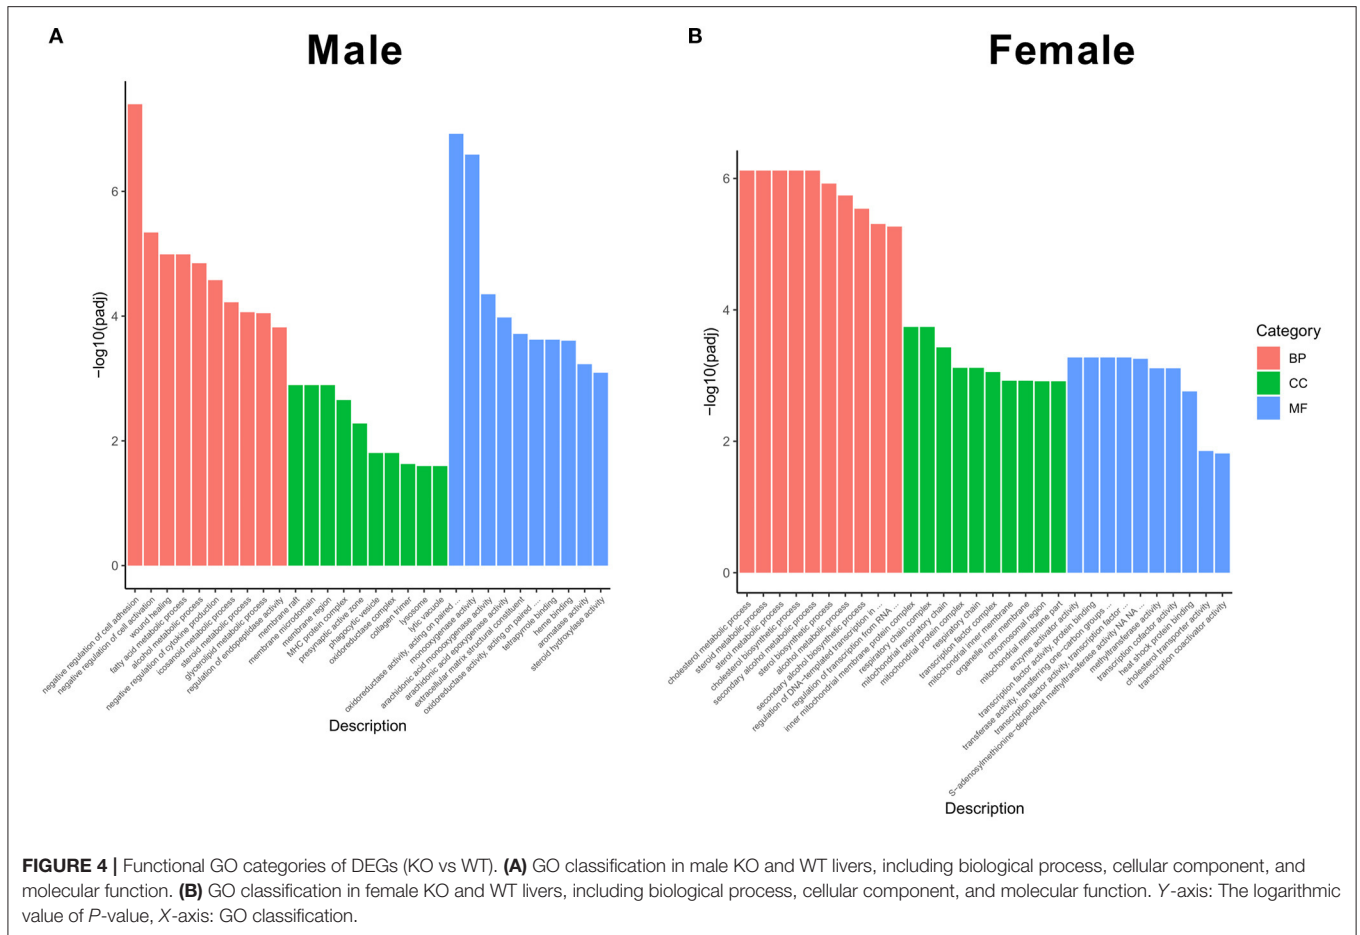 A
Male
B
Female
−log10(padj)
6
4
2
0
negative regulation of cell adhesion
negative regulation of cell activation
wound healing
fatty acid metabolic process
alcohol metabolic process
negative regulation of cytokine production
icosanoid metabolic process
steroid metabolic process
glycerolipid metabolic process
regulation of endopeptidase activity
membrane raft
membrane microdomain
membrane region
MHC protein complex
presynaptic active zone
phagocytic vesicle
oxidoreductase complex
collagen trimer
lysosome
lytic vacuole
oxidoreductase activity, acting on paired ...
monooxygenase activity
arachidonic acid monooxygenase activity
arachidonic acid epoxygenase activity
extracellular matrix structural constituent
oxidoreductase activity, acting on paired ...
tetrapyrrole binding
heme binding
aromatase activity
steroid hydroxylase activity
Description
−log10(padj)
6
4
2
0
cholesterol metabolic process
steroid metabolic process
sterol metabolic process
cholesterol biosynthetic process
secondary alcohol metabolic process
sterol biosynthetic process
alcohol metabolic process
secondary alcohol biosynthetic process
regulation of DNA−templated transcription in ...
regulation of transcription from RNA ...
inner mitochondrial membrane protein complex
respiratory chain complex
mitochondrial respiratory chain
mitochondrial protein complex
respiratory chain
transcription factor complex
mitochondrial inner membrane
organelle inner membrane
chromosomal region
mitochondrial membrane part
enzyme activator activity
transcription factor activity, protein binding
transferase activity, transferring one−carbon groups ...
transcription factor activity, transcription factor ...
S−adenosylmethionine−dependent methyltransferase activity NA NA ...
methyltransferase activity
transcription cofactor activity
heat shock protein binding
cholesterol transporter activity
transcription coactivator activity
Description
Category
BP
CC
MF
FIGURE 4 | Functional GO categories of DEGs (KO vs WT). (A) GO classification in male KO and WT livers, including biological process, cellular component, and
molecular function. (B) GO classification in female KO and WT livers, including biological process, cellular component, and molecular function. Y-axis: The logarithmic
value of P-value, X-axis: GO classification.